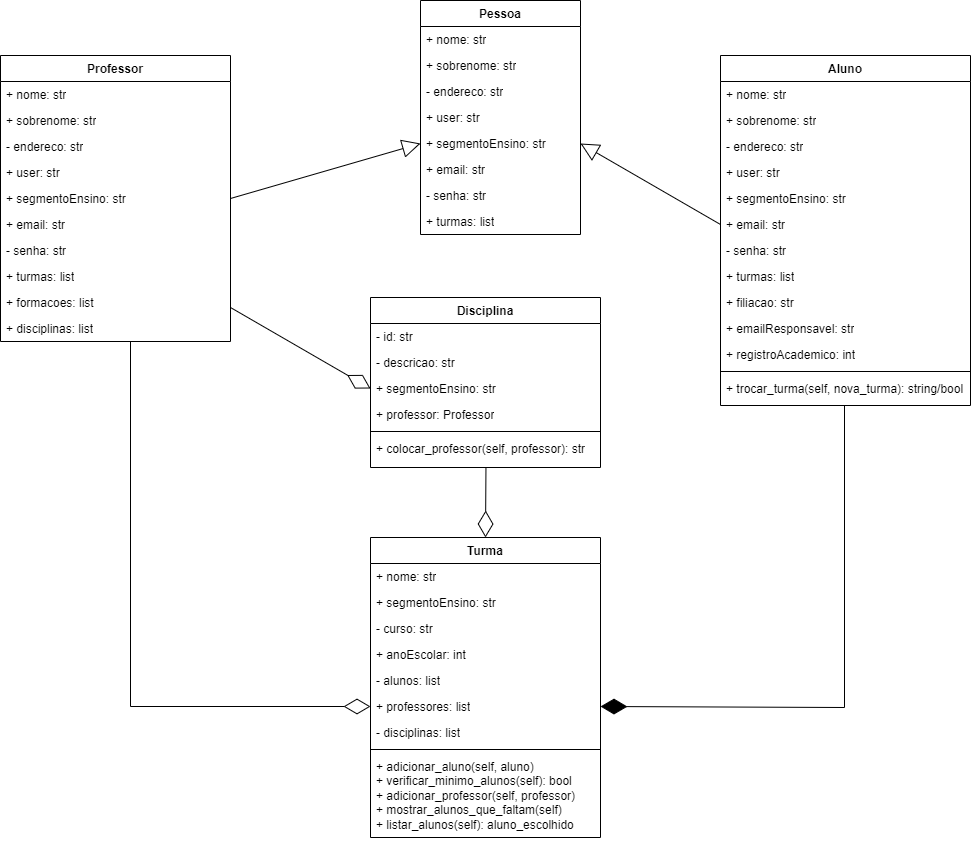 Pessoa
+ nome: str
+ sobrenome: str
- endereco: str
+ user: str
+ segmentoEnsino: str
+ email: str
- senha: str
+ turmas: list
Professor
+ nome: str
+ sobrenome: str
- endereco: str
+ user: str
+ segmentoEnsino: str
+ email: str
- senha: str
+ turmas: list
+ formacoes: list
+ disciplinas: list
Aluno
+ nome: str
+ sobrenome: str
- endereco: str
+ user: str
+ segmentoEnsino: str
+ email: str
- senha: str
+ turmas: list
+ filiacao: str
+ emailResponsavel: str
+ registroAcademico: int
+ trocar_turma(self, nova_turma): string/bool
Disciplina
- id: str
- descricao: str
+ segmentoEnsino: str
+ professor: Professor
+ colocar_professor(self, professor): str
Turma
+ nome: str
+ segmentoEnsino: str
- curso: str
+ anoEscolar: int
- alunos: list
+ professores: list
- disciplinas: list
+ adicionar_aluno(self, aluno)
+ verificar_minimo_alunos(self): bool
+ adicionar_professor(self, professor)
+ mostrar_alunos_que_faltam(self)
+ listar_alunos(self): aluno_escolhido